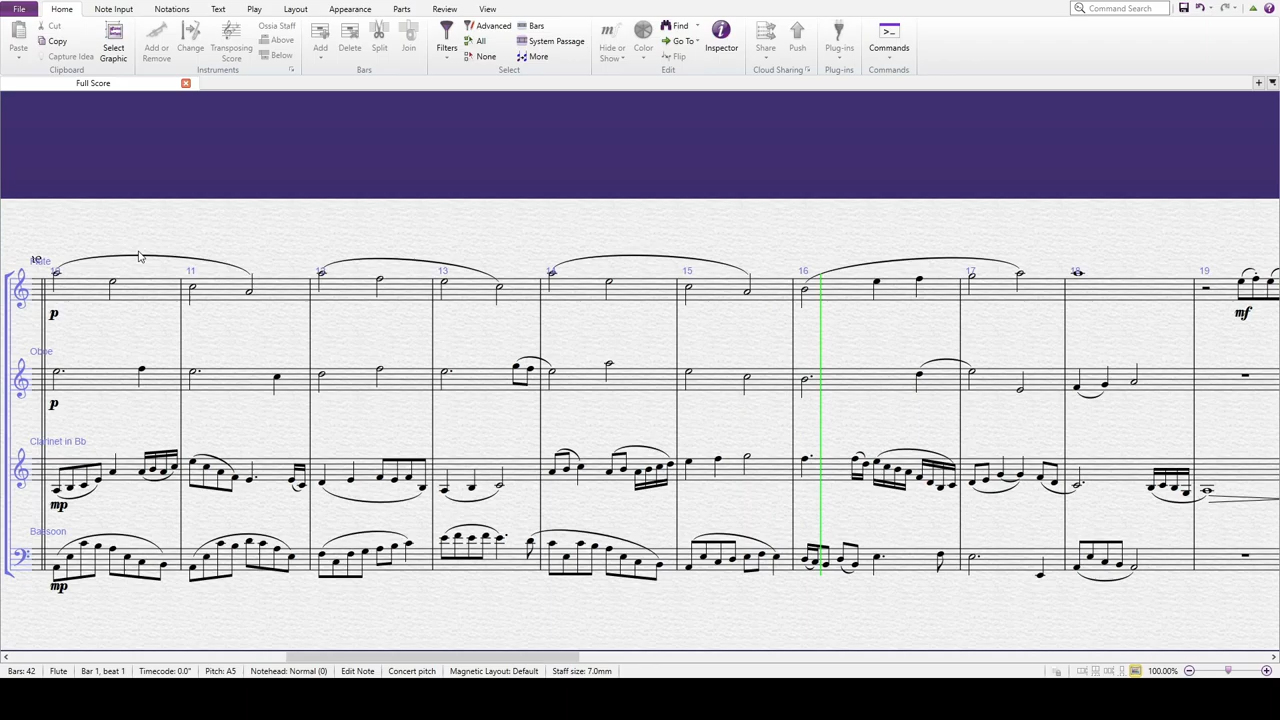 File Home Note Input Notations Text Play Layout Appearance Parts Review View Command Search
Cut Ossia Staff Advanced Bars Find
Copy Above All System Passage Go To
Paste Capture Idea Select Graphic Add or Remove Change Transposing Score Below Add Delete Split Join Filters None More Hide or Show Color Flip Inspector Share Push Plug-ins Commands
Clipboard Instruments Bars Select Edit Cloud Sharing Plug-ins Commands
Full Score
Flute
11 13 14 15 16 17 18 19
p mf
Oboe
p
Clarinet in Bb
mp
Bassoon
mp
Bars: 42 Flute Bar 1, beat 1 Timecode: 0.0" Pitch: A5 Notehead: Normal (0) Edit Note Concert pitch Magnetic Layout: Default Staff size: 7.0mm 100.00%